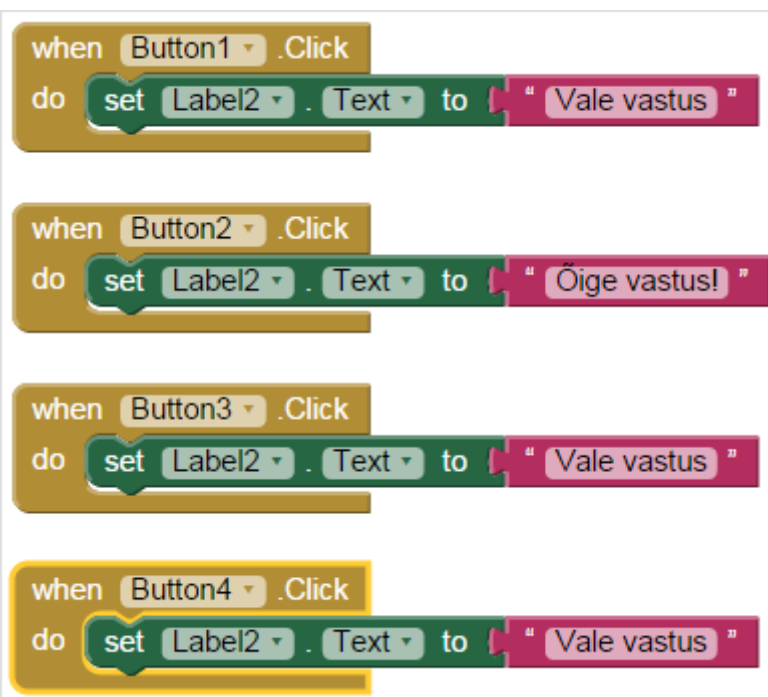 when Button1 .Click
do set Label2 . Text to " Vale vastus "
when Button2 .Click
do set Label2 . Text to " Õige vastus! "
when Button3 .Click
do set Label2 . Text to " Vale vastus "
when Button4 .Click
do set Label2 . Text to " Vale vastus "